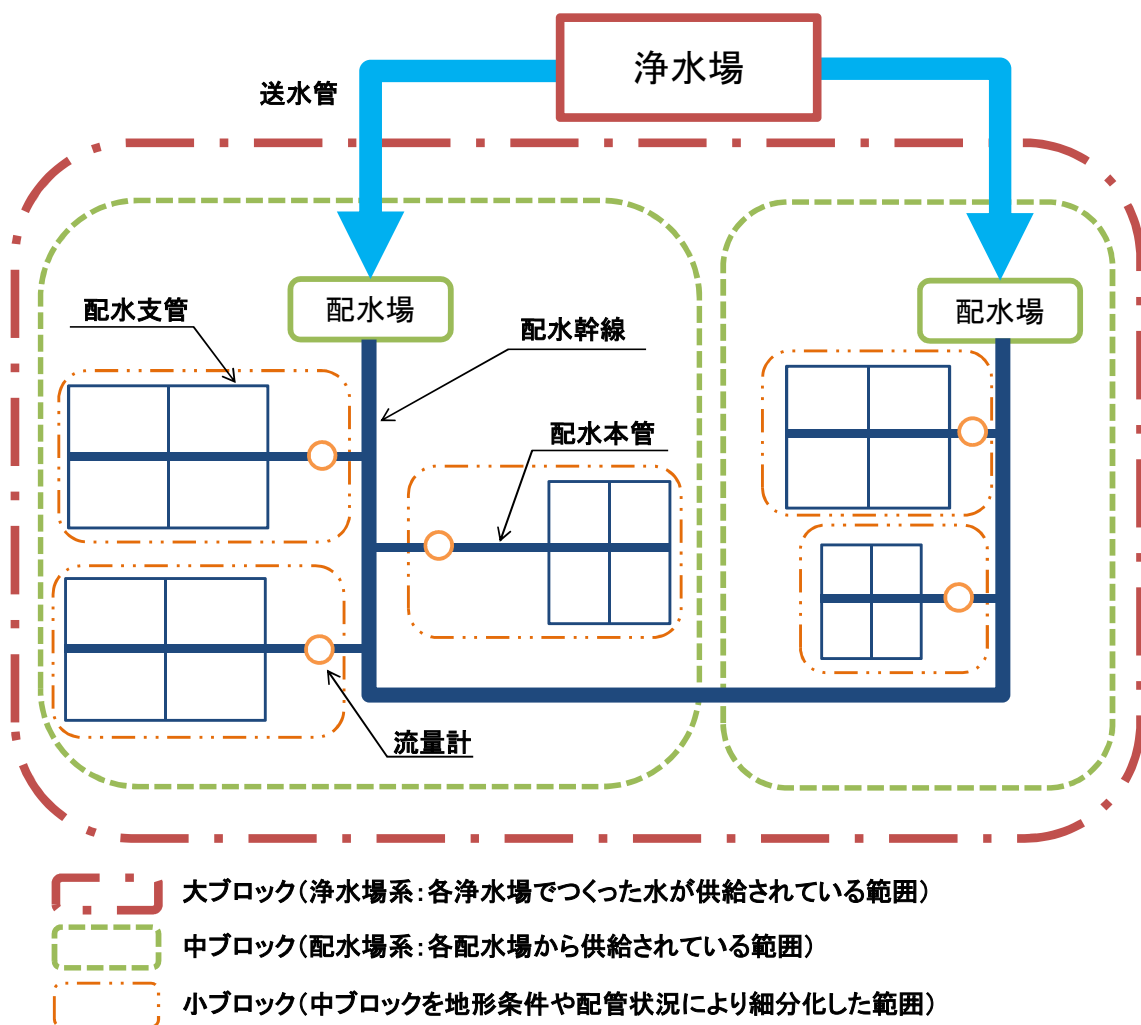 浄水場
送水管
配水場
配水場
配水支管
配水幹線
配水本管
流量計
大ブロック（浄水場系：各浄水場でつくった水が供給されている範囲）
中ブロック（配水場系：各配水場から供給されている範囲）
小ブロック（中ブロックを地形条件や配管状況により細分化した範囲）